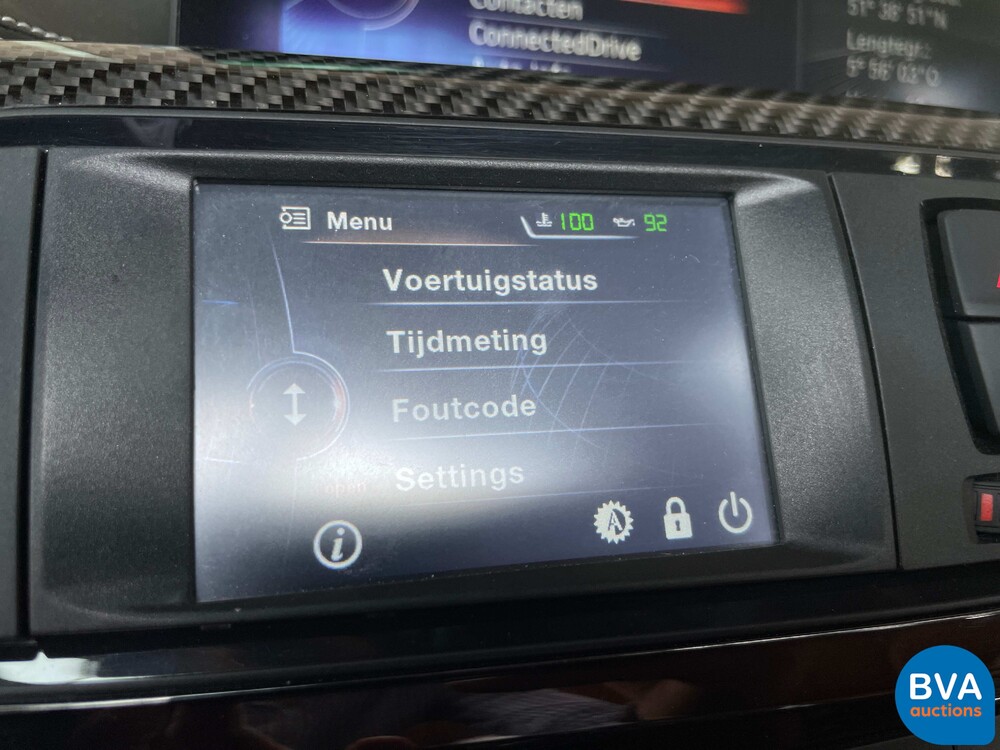 Contacten
ConnectedDrive
51° 38' 51" N
Lengtegr.:
5° 56' 02" O
Menu
100
92
Voertuigstatus
Tijdmeting
Foutcode
Settings
i
A
BVA
auctions